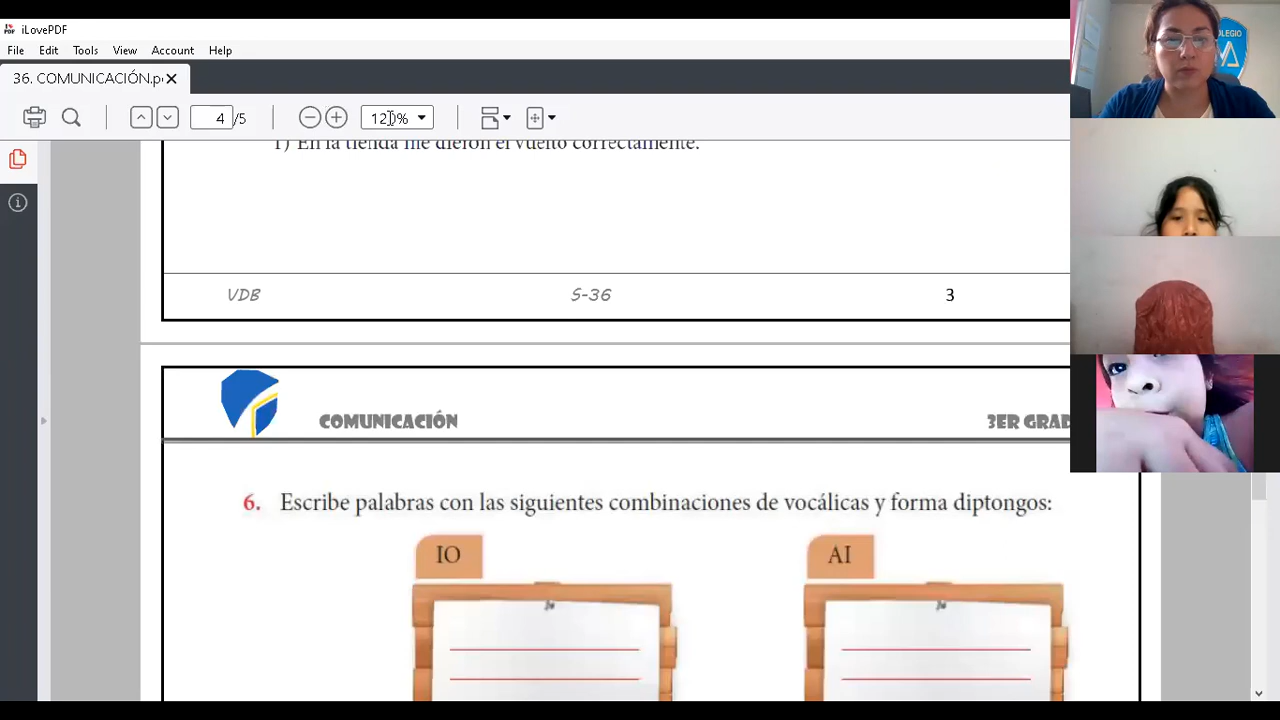 iLovePDF
File Edit Tools View Account Help
36. COMUNICACIÓN.p
4 /5 120%
1) En la tienda me dieron el vuelto correctamente.
VDB S-36 3
COMUNICACIÓN 3ER GRAD
6. Escribe palabras con las siguientes combinaciones de vocálicas y forma diptongos:
IO AI